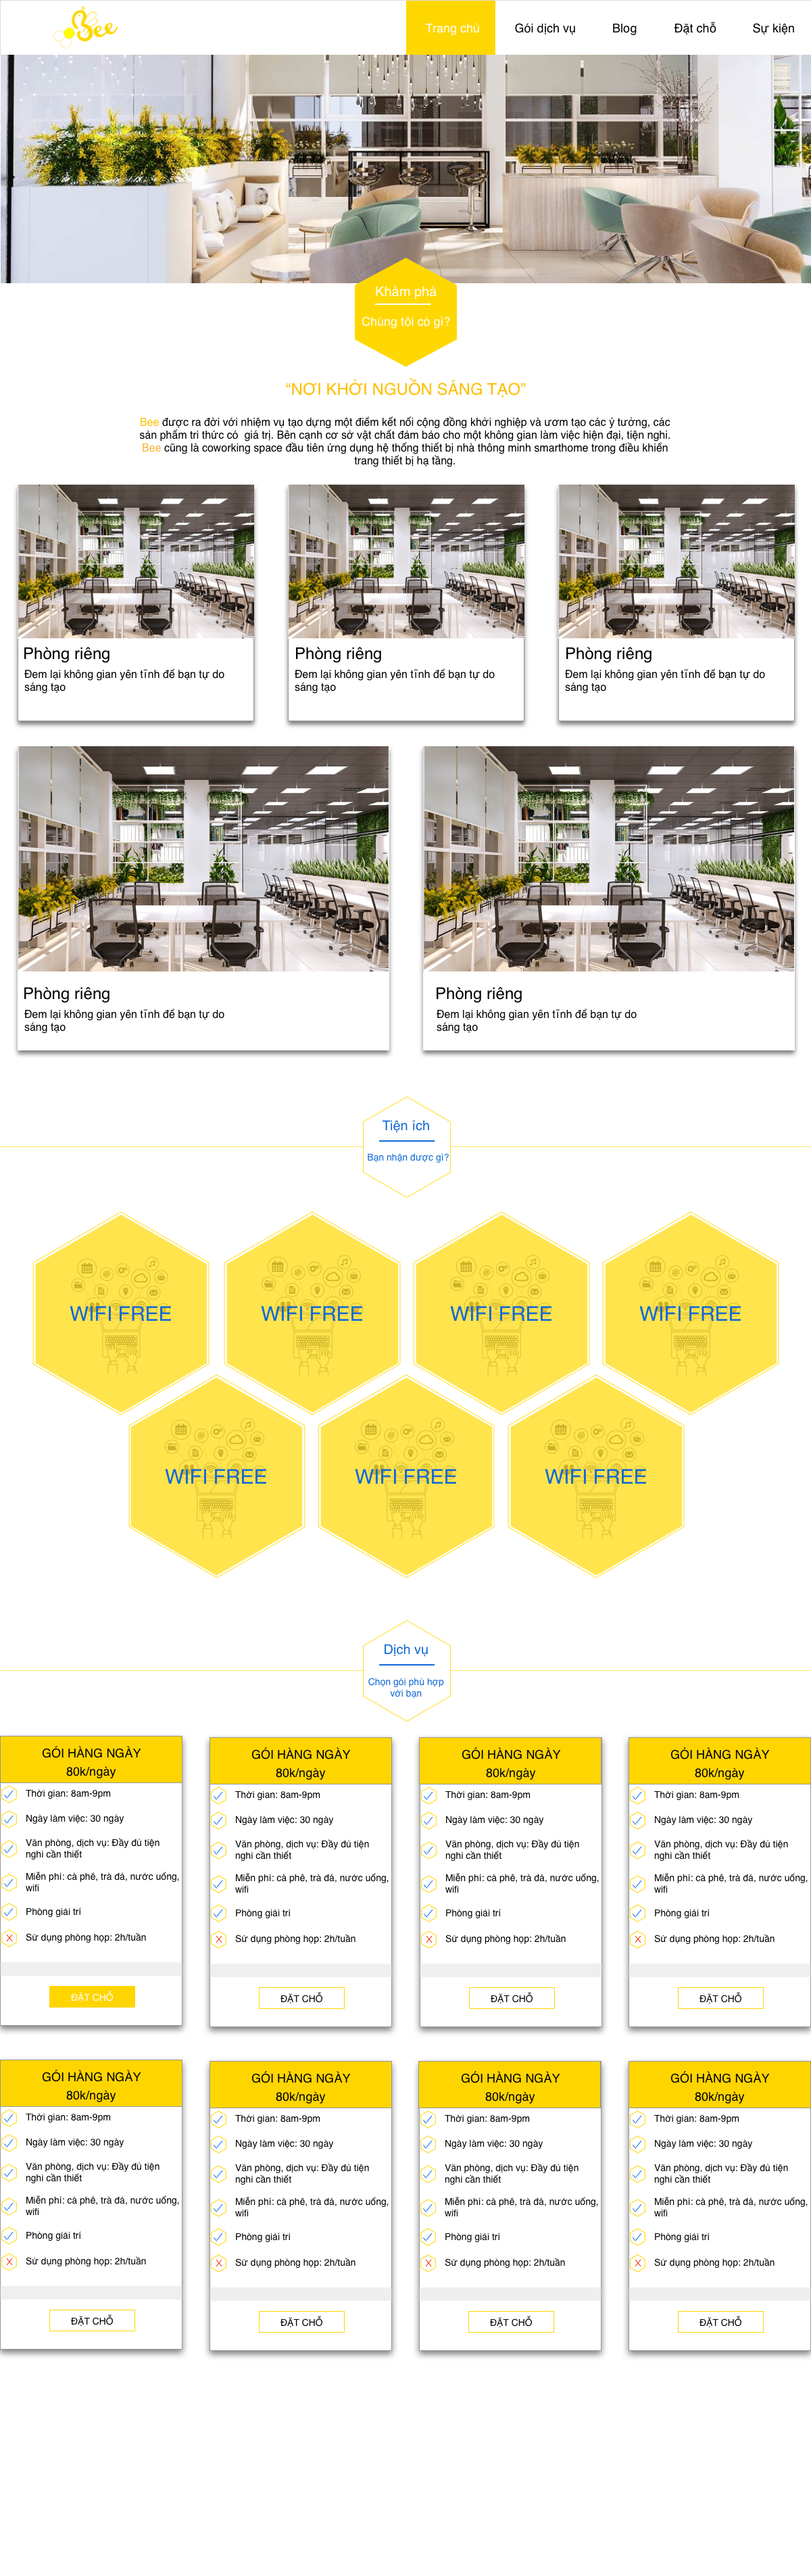 Bee
Trang chủ
Gói dịch vụ
Blog
Đặt chỗ
Sự kiện
Khám phá
Chúng tôi có gì?
“NƠI KHỞI NGUỒN SÁNG TẠO”
Bee được ra đời với nhiệm vụ tạo dựng một điểm kết nối cộng đồng khởi nghiệp và ươm tạo các ý tưởng, các
sản phẩm tri thức có giá trị. Bên cạnh cơ sở vật chất đảm bảo cho một không gian làm việc hiện đại, tiện nghi.
Bee cũng là coworking space đầu tiên ứng dụng hệ thống thiết bị nhà thông minh smarthome trong điều khiển
trang thiết bị hạ tầng.
Phòng riêng
Đem lại không gian yên tĩnh để bạn tự do
sáng tạo
Phòng riêng
Đem lại không gian yên tĩnh để bạn tự do
sáng tạo
Phòng riêng
Đem lại không gian yên tĩnh để bạn tự do
sáng tạo
Phòng riêng
Đem lại không gian yên tĩnh để bạn tự do
sáng tạo
Phòng riêng
Đem lại không gian yên tĩnh để bạn tự do
sáng tạo
Tiện ích
Bạn nhận được gì?
WIFI FREE
WIFI FREE
WIFI FREE
WIFI FREE
WIFI FREE
WIFI FREE
WIFI FREE
Dịch vụ
Chọn gói phù hợp
với bạn
GÓI HÀNG NGÀY
80k/ngày
Thời gian: 8am-9pm
Ngày làm việc: 30 ngày
Văn phòng, dịch vụ: Đầy đủ tiện
nghi cần thiết
Miễn phí: cà phê, trà đá, nước uống,
wifi
Phòng giải trí
Sử dụng phòng họp: 2h/tuần
ĐẶT CHỖ
GÓI HÀNG NGÀY
80k/ngày
Thời gian: 8am-9pm
Ngày làm việc: 30 ngày
Văn phòng, dịch vụ: Đầy đủ tiện
nghi cần thiết
Miễn phí: cà phê, trà đá, nước uống,
wifi
Phòng giải trí
Sử dụng phòng họp: 2h/tuần
ĐẶT CHỖ
GÓI HÀNG NGÀY
80k/ngày
Thời gian: 8am-9pm
Ngày làm việc: 30 ngày
Văn phòng, dịch vụ: Đầy đủ tiện
nghi cần thiết
Miễn phí: cà phê, trà đá, nước uống,
wifi
Phòng giải trí
Sử dụng phòng họp: 2h/tuần
ĐẶT CHỖ
GÓI HÀNG NGÀY
80k/ngày
Thời gian: 8am-9pm
Ngày làm việc: 30 ngày
Văn phòng, dịch vụ: Đầy đủ tiện
nghi cần thiết
Miễn phí: cà phê, trà đá, nước uống,
wifi
Phòng giải trí
Sử dụng phòng họp: 2h/tuần
ĐẶT CHỖ
GÓI HÀNG NGÀY
80k/ngày
Thời gian: 8am-9pm
Ngày làm việc: 30 ngày
Văn phòng, dịch vụ: Đầy đủ tiện
nghi cần thiết
Miễn phí: cà phê, trà đá, nước uống,
wifi
Phòng giải trí
Sử dụng phòng họp: 2h/tuần
ĐẶT CHỖ
GÓI HÀNG NGÀY
80k/ngày
Thời gian: 8am-9pm
Ngày làm việc: 30 ngày
Văn phòng, dịch vụ: Đầy đủ tiện
nghi cần thiết
Miễn phí: cà phê, trà đá, nước uống,
wifi
Phòng giải trí
Sử dụng phòng họp: 2h/tuần
ĐẶT CHỖ
GÓI HÀNG NGÀY
80k/ngày
Thời gian: 8am-9pm
Ngày làm việc: 30 ngày
Văn phòng, dịch vụ: Đầy đủ tiện
nghi cần thiết
Miễn phí: cà phê, trà đá, nước uống,
wifi
Phòng giải trí
Sử dụng phòng họp: 2h/tuần
ĐẶT CHỖ
GÓI HÀNG NGÀY
80k/ngày
Thời gian: 8am-9pm
Ngày làm việc: 30 ngày
Văn phòng, dịch vụ: Đầy đủ tiện
nghi cần thiết
Miễn phí: cà phê, trà đá, nước uống,
wifi
Phòng giải trí
Sử dụng phòng họp: 2h/tuần
ĐẶT CHỖ